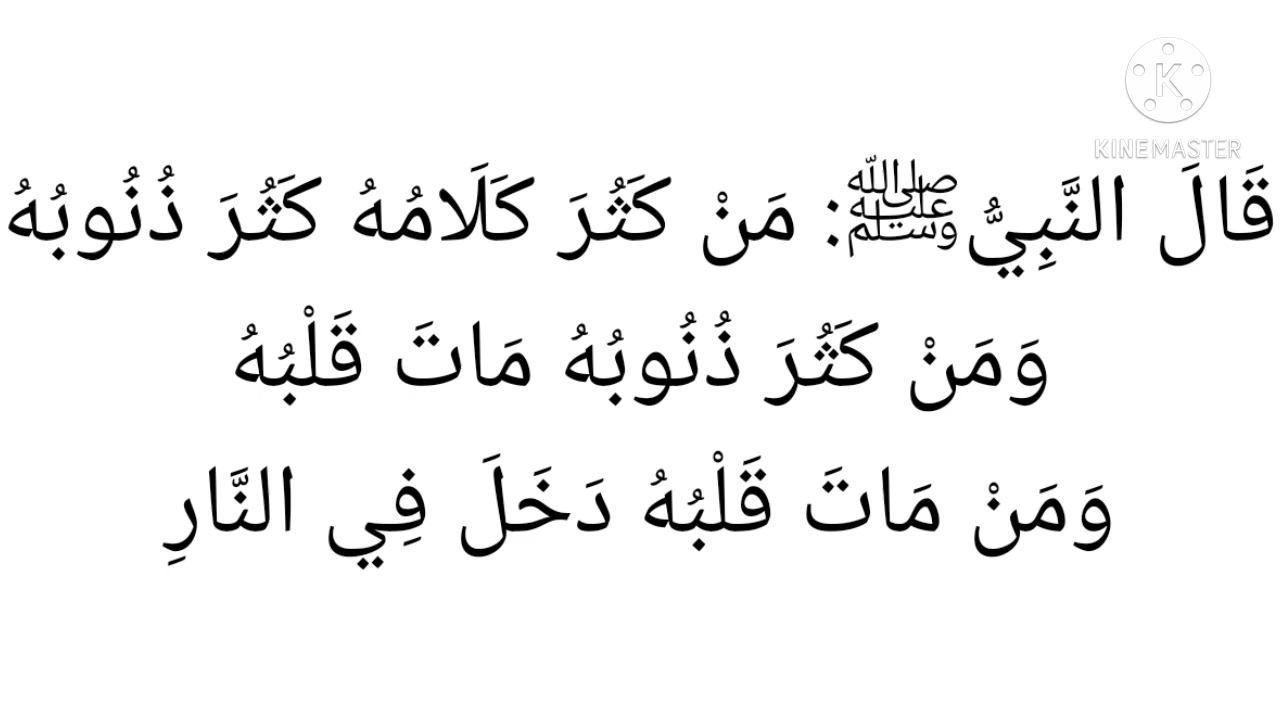 KINEMASTER
قَالَ النَّبِيُّ ﷺ: مَنْ كَثُرَ كَلَامُهُ كَثُرَ ذُنُوبُهُ
وَمَنْ كَثُرَ ذُنُوبُهُ مَاتَ قَلْبُهُ
وَمَنْ مَاتَ قَلْبُهُ دَخَلَ فِي النَّارِ